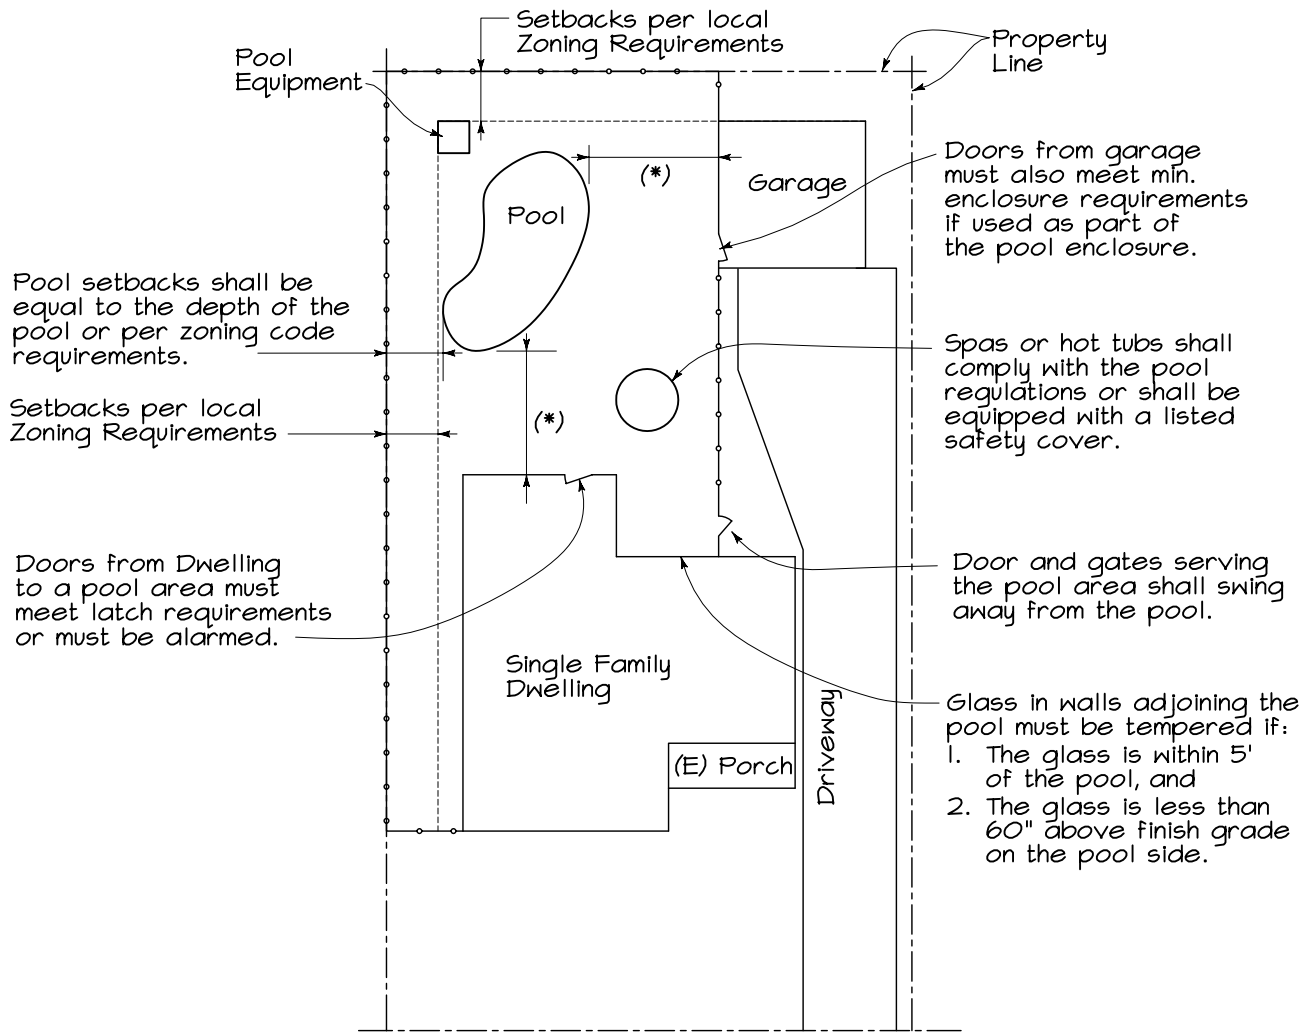 Setbacks per local
Zoning Requirements
Property
Line
Pool
Equipment
Doors from garage
must also meet min.
enclosure requirements
if used as part of
the pool enclosure.
(*)
Garage
Pool
Pool setbacks shall be
equal to the depth of the
pool or per zoning code
requirements.
Spas or hot tubs shall
comply with the pool
regulations or shall be
equipped with a listed
safety cover.
Setbacks per local
Zoning Requirements
(*)
Doors from Dwelling
to a pool area must
meet latch requirements
or must be alarmed.
Door and gates serving
the pool area shall swing
away from the pool.
Single Family
Dwelling
Glass in walls adjoining the
pool must be tempered if:
1. The glass is within 5'
of the pool, and
2. The glass is less than
60" above finish grade
on the pool side.
(E) Porch
Driveway